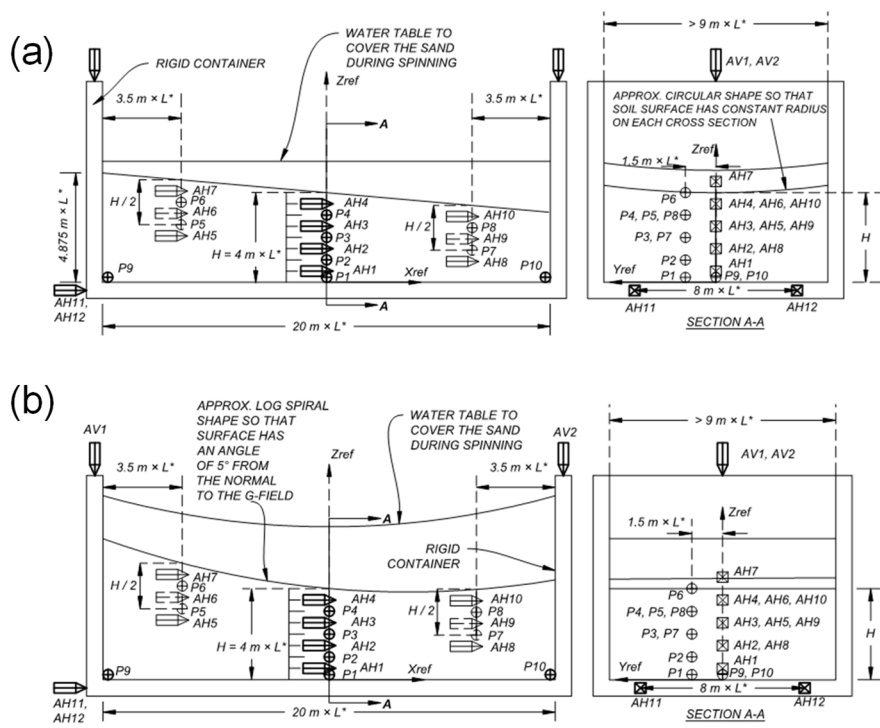 (a)
WATER TABLE TO
COVER THE SAND
DURING SPINNING
RIGID CONTAINER
Zref
3.5 m × L*
3.5 m × L*
A
AH7
P6
AH6
P5
AH5
H / 2
4.875 m × L*
AH4
P4
AH3
P3
AH2
P2
AH1
P1
H = 4 m × L*
AH10
P8
AH9
P7
AH8
H / 2
P9
P10
Xref
AH11,
AH12
A
20 m × L*
> 9 m × L*
AV1, AV2
APPROX. CIRCULAR SHAPE SO THAT
SOIL SURFACE HAS CONSTANT RADIUS
ON EACH CROSS SECTION
Zref
1.5 m × L*
AH7
P6
AH4, AH6, AH10
P4, P5, P8
AH3, AH5, AH9
P3, P7
AH2, AH8
P2
AH1
P1
P9, P10
H
Yref
8 m × L*
AH11
AH12
SECTION A-A
(b)
APPROX. LOG SPIRAL
SHAPE SO THAT
SURFACE HAS
AN ANGLE
OF 5° FROM
THE NORMAL
TO THE G-FIELD
WATER TABLE TO
COVER THE SAND
DURING SPINNING
AV1
AV2
Zref
3.5 m × L*
3.5 m × L*
A
RIGID
CONTAINER
AH7
P6
AH6
P5
AH5
H / 2
AH4
P4
AH3
P3
AH2
P2
AH1
P1
H = 4 m × L*
AH10
P8
AH9
P7
AH8
H / 2
P9
P10
Xref
AH11,
AH12
A
20 m × L*
> 9 m × L*
AV1, AV2
1.5 m × L*
Zref
AH7
P6
AH4, AH6, AH10
P4, P5, P8
AH3, AH5, AH9
P3, P7
AH2, AH8
P2
AH1
P1
P9, P10
H
Yref
8 m × L*
AH11
AH12
SECTION A-A